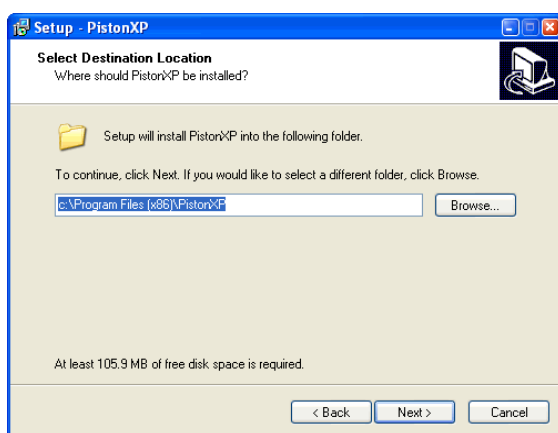 Setup - PistonXP
Select Destination Location
Where should PistonXP be installed?
Setup will install PistonXP into the following folder.
To continue, click Next. If you would like to select a different folder, click Browse.
c:\Program Files (x86)\PistonXP
Browse...
At least 105.9 MB of free disk space is required.
< Back
Next >
Cancel